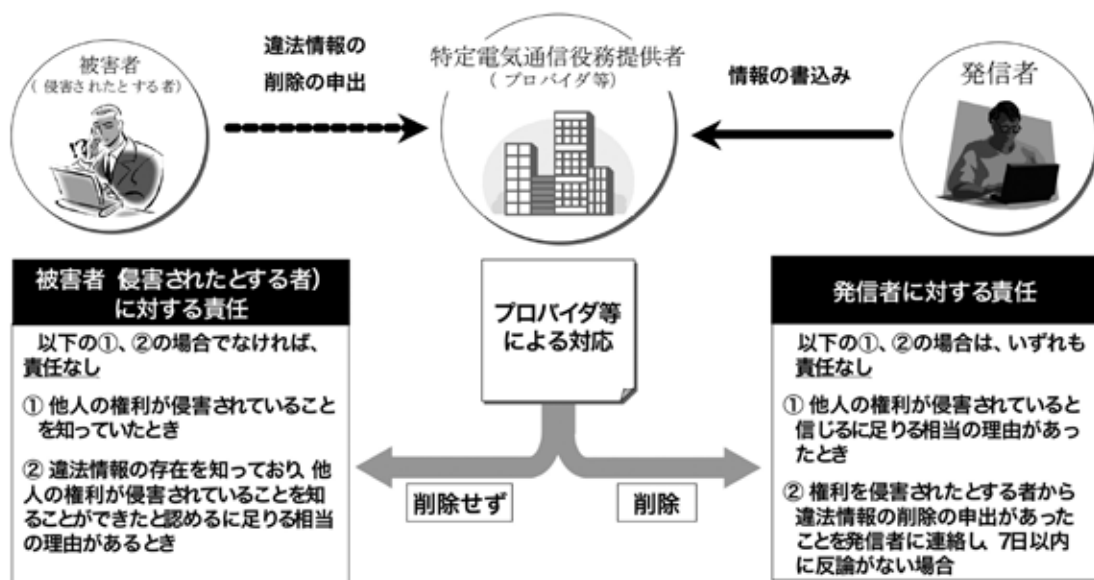 被害者
（侵害されたとする者）
違法情報の
削除の申出
特定電気通信役務提供者
（プロバイダ等）
情報の書込み
発信者
被害者 侵害されたとする者）
に対する責任
以下の①、②の場合でなければ、
責任なし
① 他人の権利が侵害されていること
を知っていたとき
② 違法情報の存在を知っており、他
人の権利が侵害されていることを知
ることができたと認めるに足りる相当
の理由があるとき
プロバイダ等
による対応
削除せず
削除
発信者に対する責任
以下の①、②の場合は、いずれも
責任なし
① 他人の権利が侵害されていると
信じるに足りる相当の理由があっ
たとき
② 権利を侵害されたとする者から
違法情報の削除の申出があった
ことを発信者に連絡し、7日以内
に反論がない場合